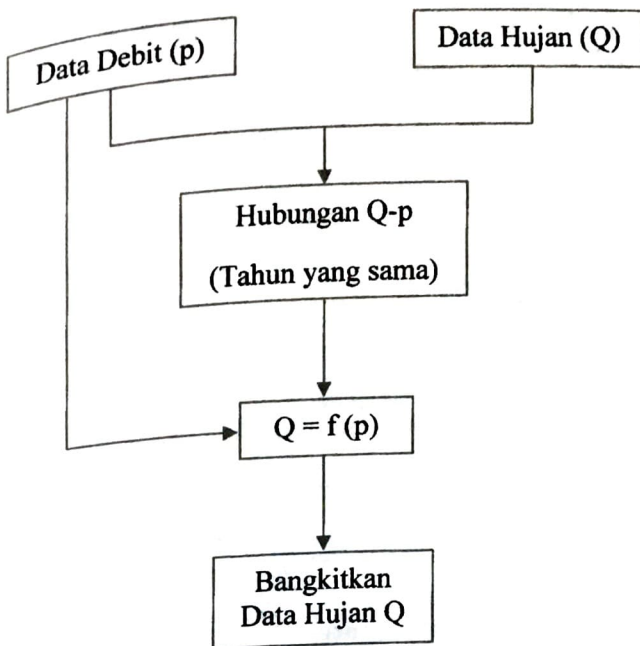 Data Debit (p)
Data Hujan (Q)
Hubungan Q-p
(Tahun yang sama)
Q = f (p)
Bangkitkan
Data Hujan Q